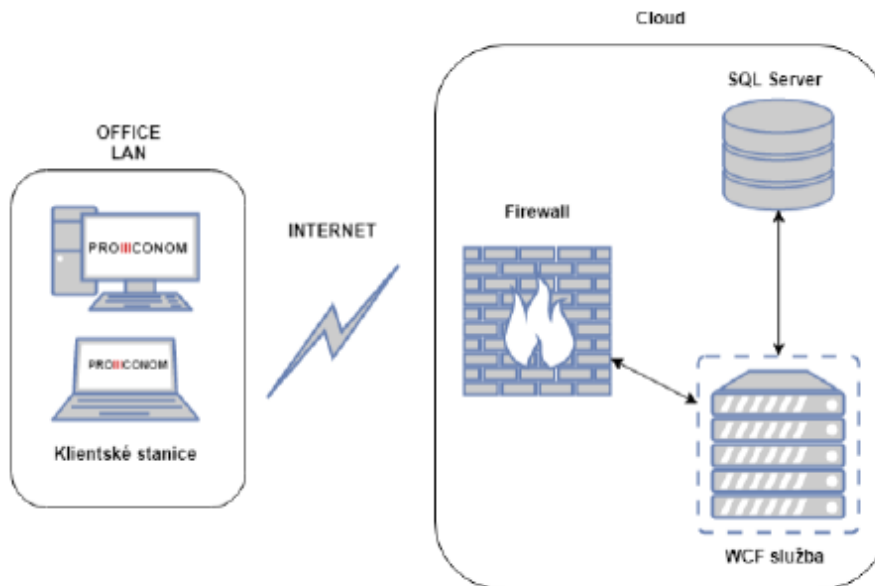 Cloud
SQL Server
OFFICE
LAN
Firewall
INTERNET
PROIIICONOM
PROIIICONOM
Klientské stanice
WCF služba